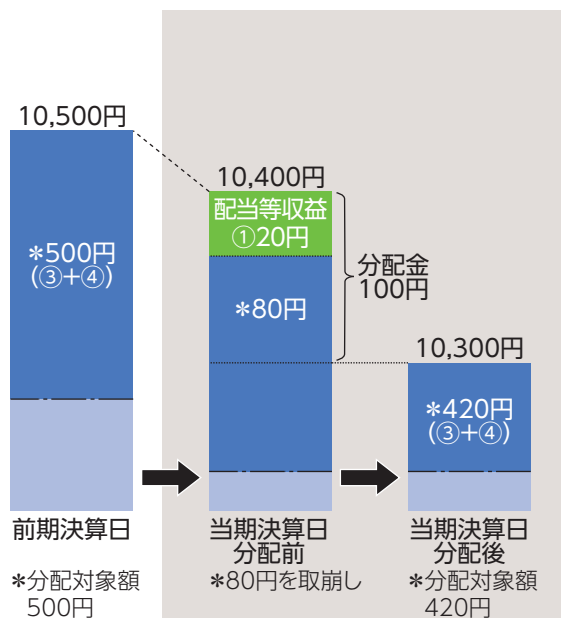 10,500円
*500円
(③+④)
前期決算日
*分配対象額
500円
10,400円
配当等収益
①20円
*80円
分配金
100円
当期決算日
分配前
*80円を取崩し
10,300円
*420円
(③+④)
当期決算日
分配後
*分配対象額
420円